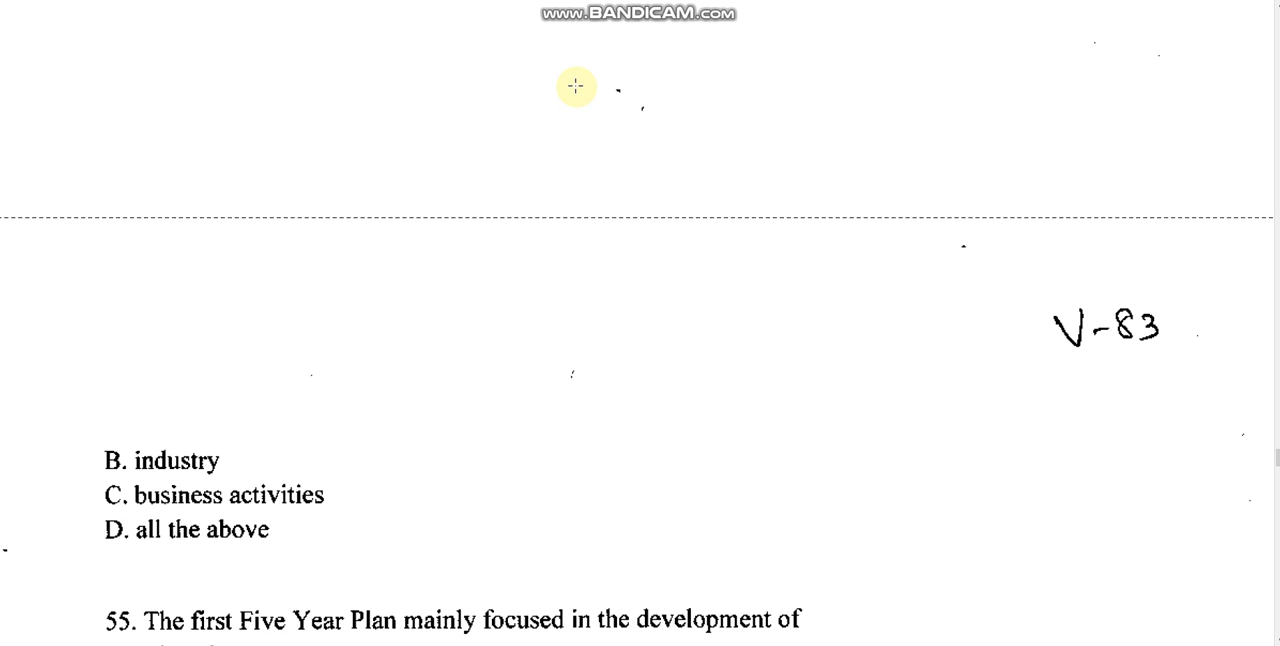 www.BANDICAM.com
V-83
B. industry
C. business activities
D. all the above
55. The first Five Year Plan mainly focused in the development of